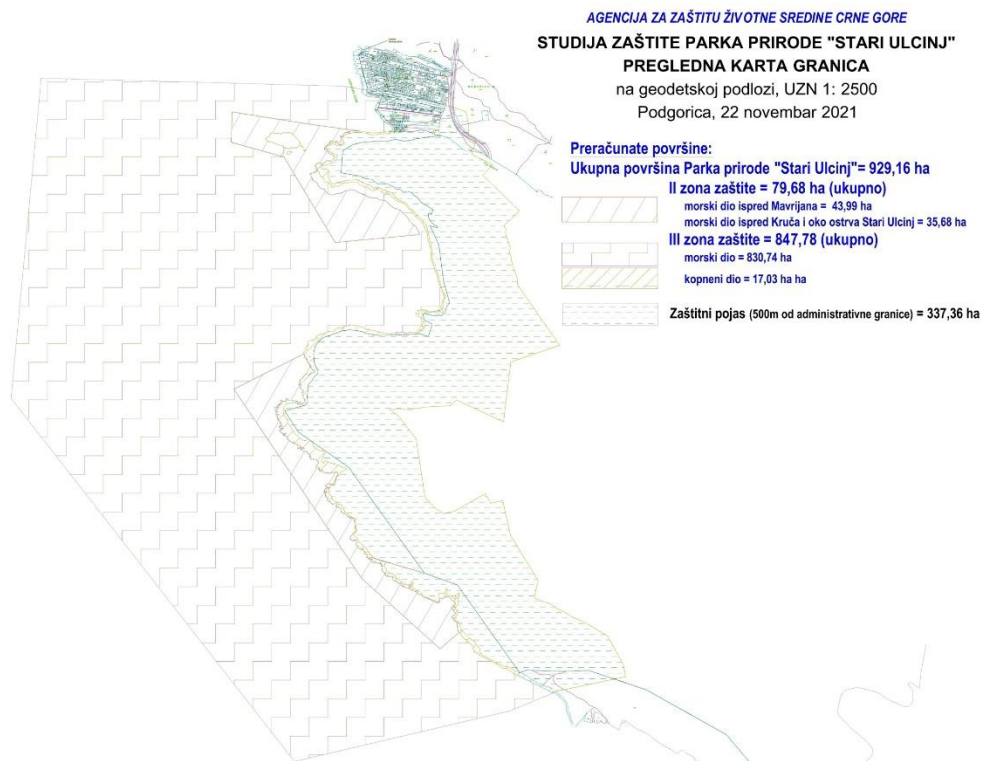 AGENCIJA ZA ZAŠTITU ŽIVOTNE SREDINE CRNE GORE
STUDIJA ZAŠTITE PARKA PRIRODE "STARI ULCINJ"
PREGLEDNA KARTA GRANICA
na geodetskoj podlozi, UZN 1: 2500
Podgorica, 22 novembar 2021
Preračunate površine:
Ukupna površina Parka prirode "Stari Ulcinj"= 929,16 ha
II zona zaštite = 79,68 ha (ukupno)
morski dio ispred Mavrijana = 43,99 ha
morski dio ispred Kruča i oko ostrva Stari Ulcinj = 35,68 ha
III zona zaštite = 847,78 (ukupno)
morski dio = 830,74 ha
kopneni dio = 17,03 ha ha
Zaštitni pojas (500m od administrativne granice) = 337,36 ha